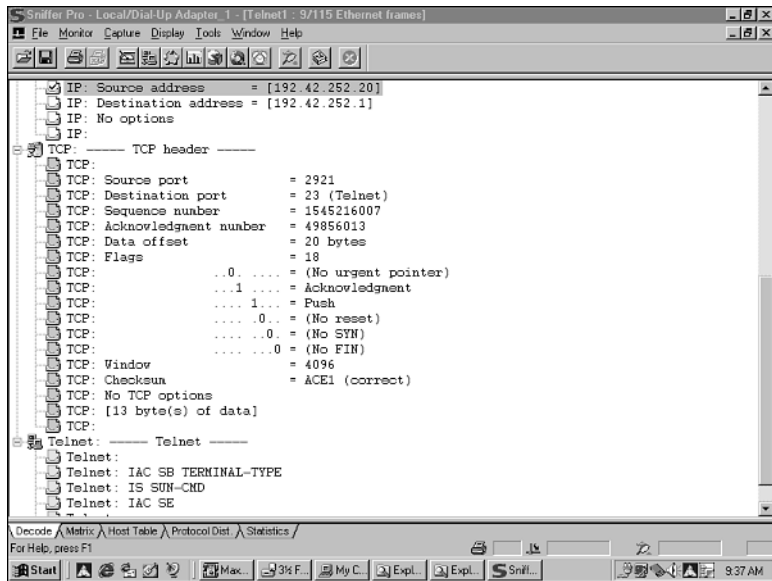 Sniffer Pro - Local/Dial-Up Adapter_1 - [Telnet1 : 9/115 Ethernet frames]
File Monitor Capture Display Tools Window Help
IP: Source address = [192.42.252.20]
IP: Destination address = [192.42.252.1]
IP: No options
IP:
TCP: ----- TCP header -----
TCP:
TCP: Source port = 2921
TCP: Destination port = 23 (Telnet)
TCP: Sequence number = 1545216007
TCP: Acknowledgment number = 49856013
TCP: Data offset = 20 bytes
TCP: Flags = 18
TCP: ..0. .... = (No urgent pointer)
TCP: ...1 .... = Acknowledgment
TCP: .... 1... = Push
TCP: .... .0.. = (No reset)
TCP: .... ..0. = (No SYN)
TCP: .... ...0 = (No FIN)
TCP: Window = 4096
TCP: Checksum = ACE1 (correct)
TCP: No TCP options
TCP: [13 byte(s) of data]
TCP:
Telnet: ----- Telnet -----
Telnet:
Telnet: IAC SB TERMINAL-TYPE
Telnet: IS SUN-CMD
Telnet: IAC SE
Decode Matrix Host Table Protocol Dist. Statistics
For Help, press F1
Start Max... 3½ F... My C... Expl... Expl... Sniff... 9:37 AM